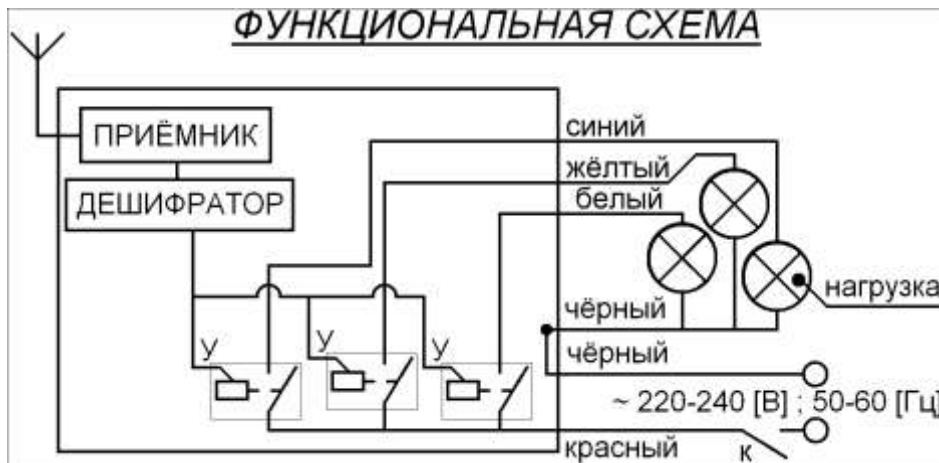 ФУНКЦИОНАЛЬНАЯ СХЕМА
ПРИЁМНИК
ДЕШИФРАТОР
синий
жёлтый
белый
нагрузка
чёрный
чёрный
У
У
У
~ 220-240 [В] ; 50-60 [Гц]
красный
К